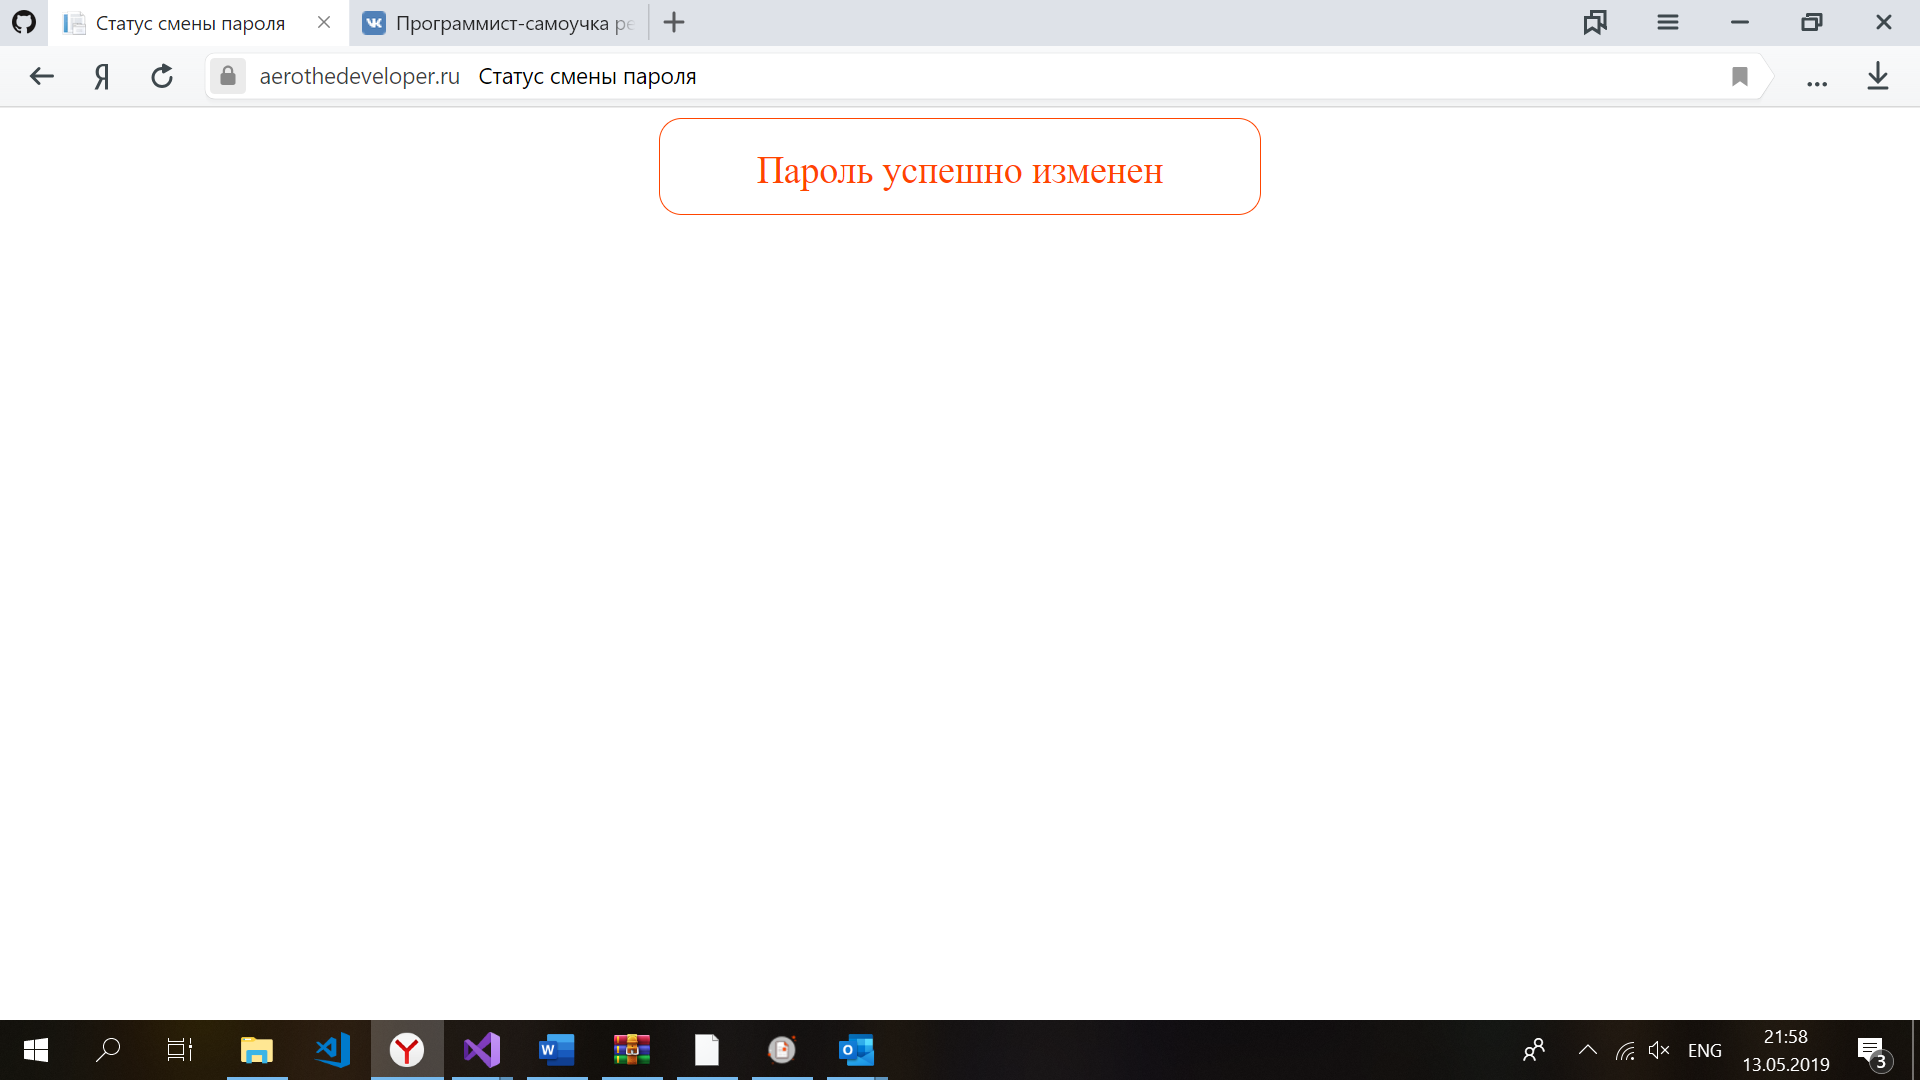 Статус смены пароля
Программист-самоучка ре
Я
aerothedeveloper.ru Статус смены пароля
Пароль успешно изменен
ENG
21:58
13.05.2019
3